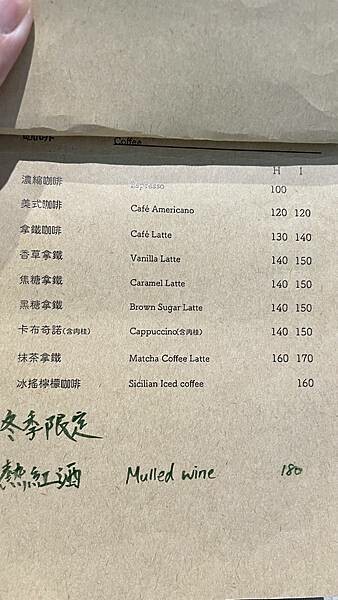 咖啡 Coffee
H I
濃縮咖啡 Espresso 100
美式咖啡 Café Americano 120 120
拿鐵咖啡 Café Latte 130 140
香草拿鐵 Vanilla Latte 140 150
焦糖拿鐵 Caramel Latte 140 150
黑糖拿鐵 Brown Sugar Latte 140 150
卡布奇諾(含肉桂) Cappuccino(含肉桂) 140 150
抹茶拿鐵 Matcha Coffee Latte 160 170
冰搖檸檬咖啡 Sicilian Iced coffee 160
冬季限定
熱紅酒 Mulled wine 180